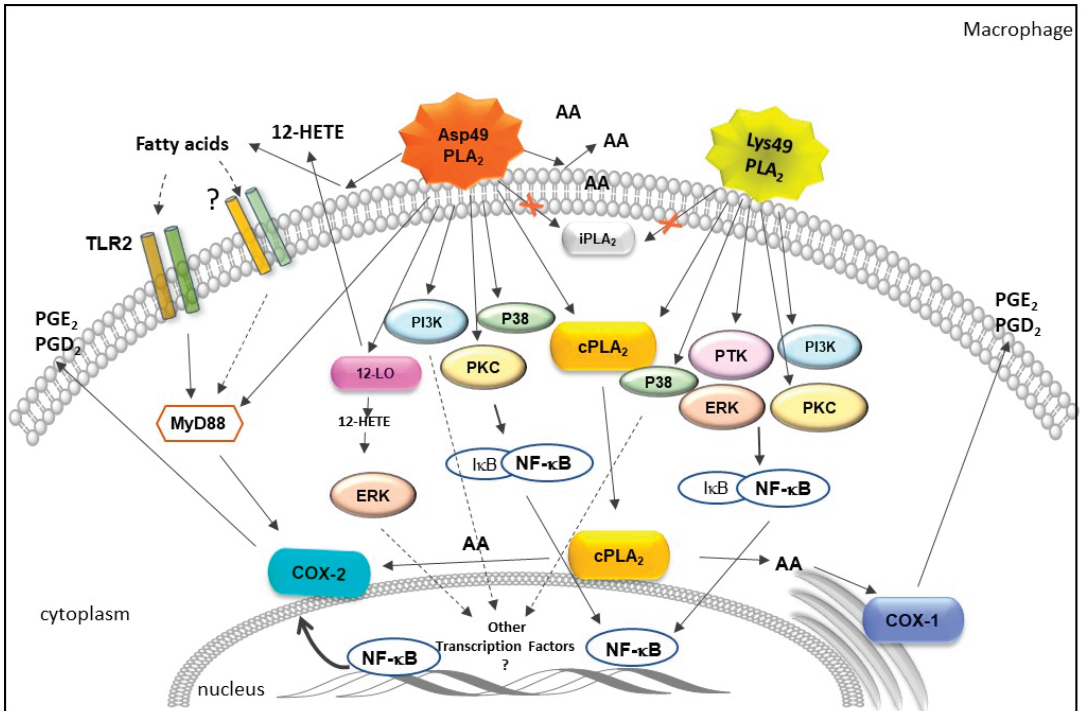 Macrophage
AA
12-HETE
Asp49
PLA₂
AA
Lys49
PLA₂
Fatty acids
AA
?
TLR2
iPLA₂
PGE₂
PGD₂
PGE₂
PGD₂
PI3K
P38
cPLA₂
PTK
PI3K
12-LO
PKC
P38
MyD88
12-HETE
ERK
PKC
IκB
NF-κB
IκB
NF-κB
ERK
AA
cPLA₂
AA
COX-2
COX-1
cytoplasm
Other
Transcription Factors
?
NF-κB
NF-κB
nucleus